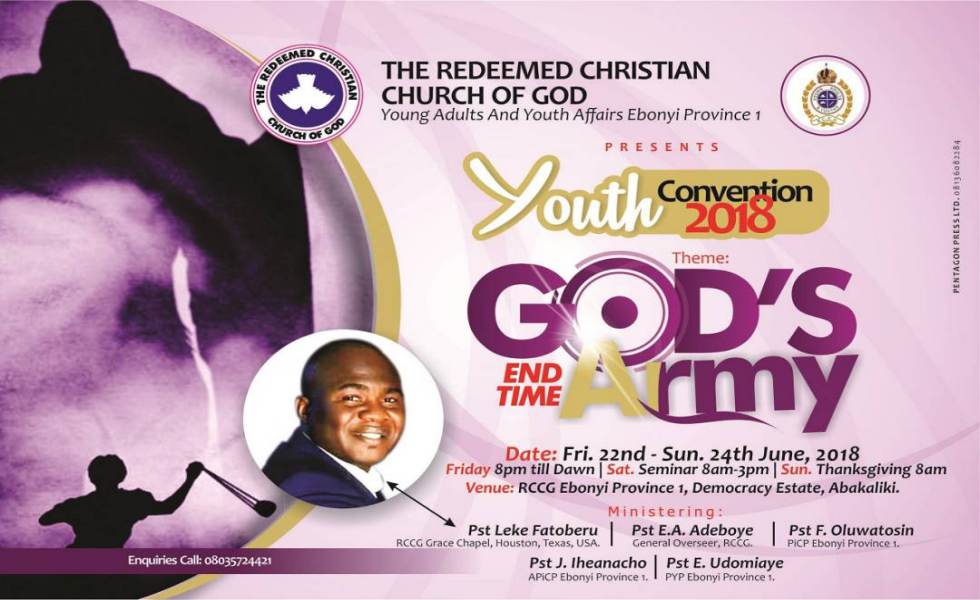 THE REDEEMED CHRISTIAN
CHURCH OF GOD
THE REDEEMED CHRISTIAN
CHURCH OF GOD
Young Adults And Youth Affairs Ebonyi Province 1
PRESENTS
Youth Convention
2018
Theme:
GOD'S
END
TIME
Army
Date: Fri. 22nd - Sun. 24th June, 2018
Friday 8pm till Dawn | Sat. Seminar 8am-3pm | Sun. Thanksgiving 8am
Venue: RCCG Ebonyi Province 1, Democracy Estate, Abakaliki.
Ministering:
Pst Leke Fatoberu
RCCG Grace Chapel, Houston, Texas, USA.
Pst E.A. Adeboye
General Overseer, RCCG.
Pst F. Oluwatosin
PiCP Ebonyi Province 1.
Pst J. Iheanacho
APiCP Ebonyi Province 1.
Pst E. Udomiaye
PYP Ebonyi Province 1.
Enquiries Call: 08035724421
PENTAGON PRESS LTD. 08136082284